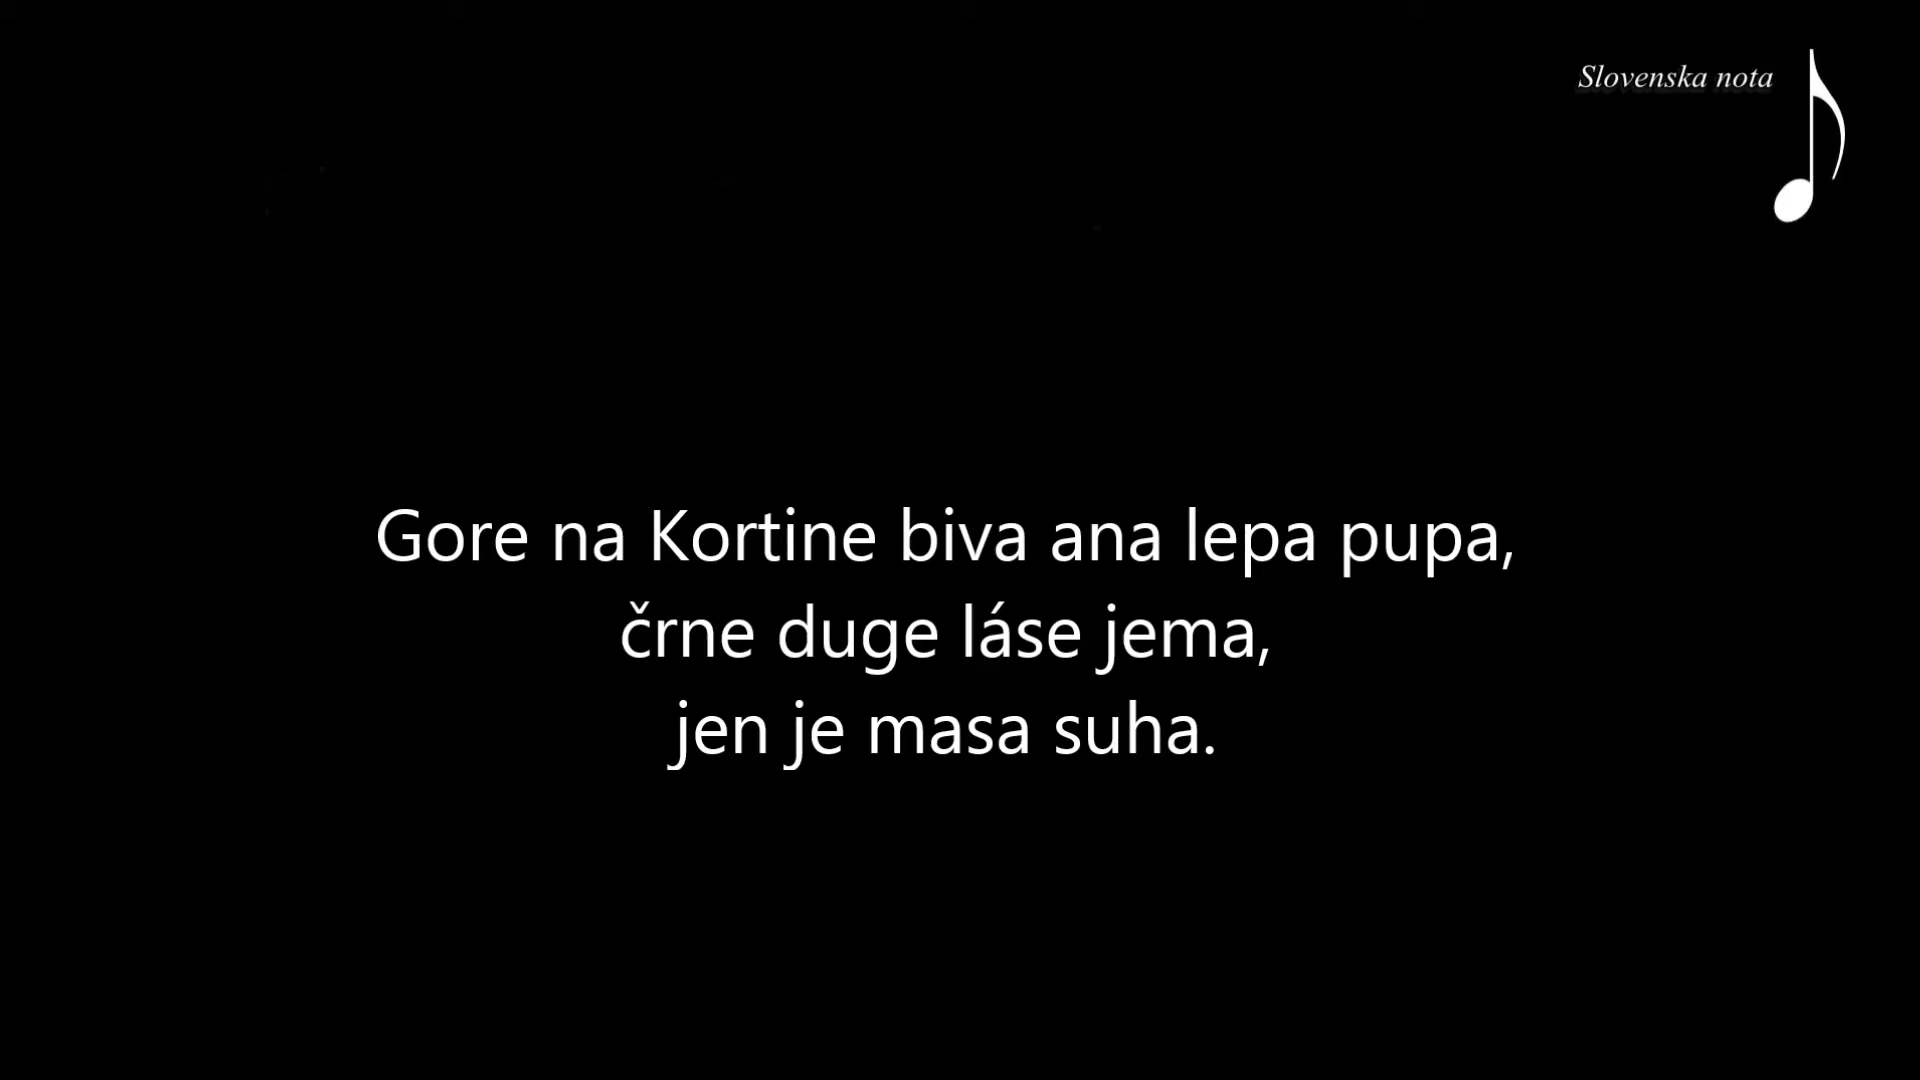 Slovenska nota
Gore na Kortine biva ana lepa pupa,
črne duge láse jema,
jen je masa suha.